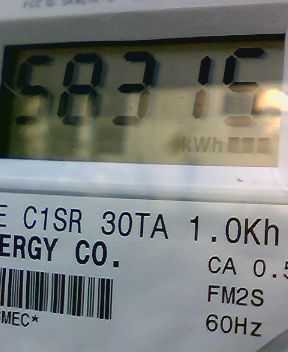 58315
kWh
E C1SR 30TA 1.0Kh
ERGY CO.
CA 0.5
FM2S
MEC*
60Hz